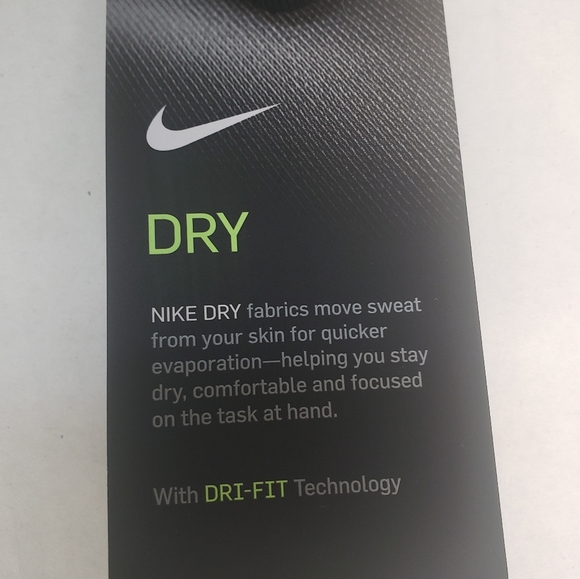 DRY
NIKE DRY fabrics move sweat
from your skin for quicker
evaporation—helping you stay
dry, comfortable and focused
on the task at hand.
With DRI-FIT Technology